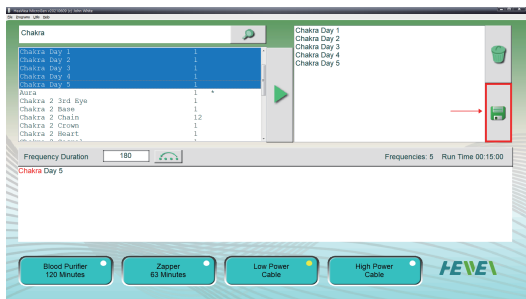 File Programs Utils Help
Chakra
Chakra Day 1 1
Chakra Day 2 1
Chakra Day 3 1
Chakra Day 4 1
Chakra Day 5 1
Aura 1 *
Chakra 2 3rd Eye 1
Chakra 2 Base 1
Chakra 2 Chain 12
Chakra 2 Crown 1
Chakra 2 Heart 1
Chakra Day 1
Chakra Day 2
Chakra Day 3
Chakra Day 4
Chakra Day 5
Frequency Duration 180
Frequencies: 5 Run Time 00:15:00
Chakra Day 5
Blood Purifier
120 Minutes
Zapper
63 Minutes
Low Power
Cable
High Power
Cable